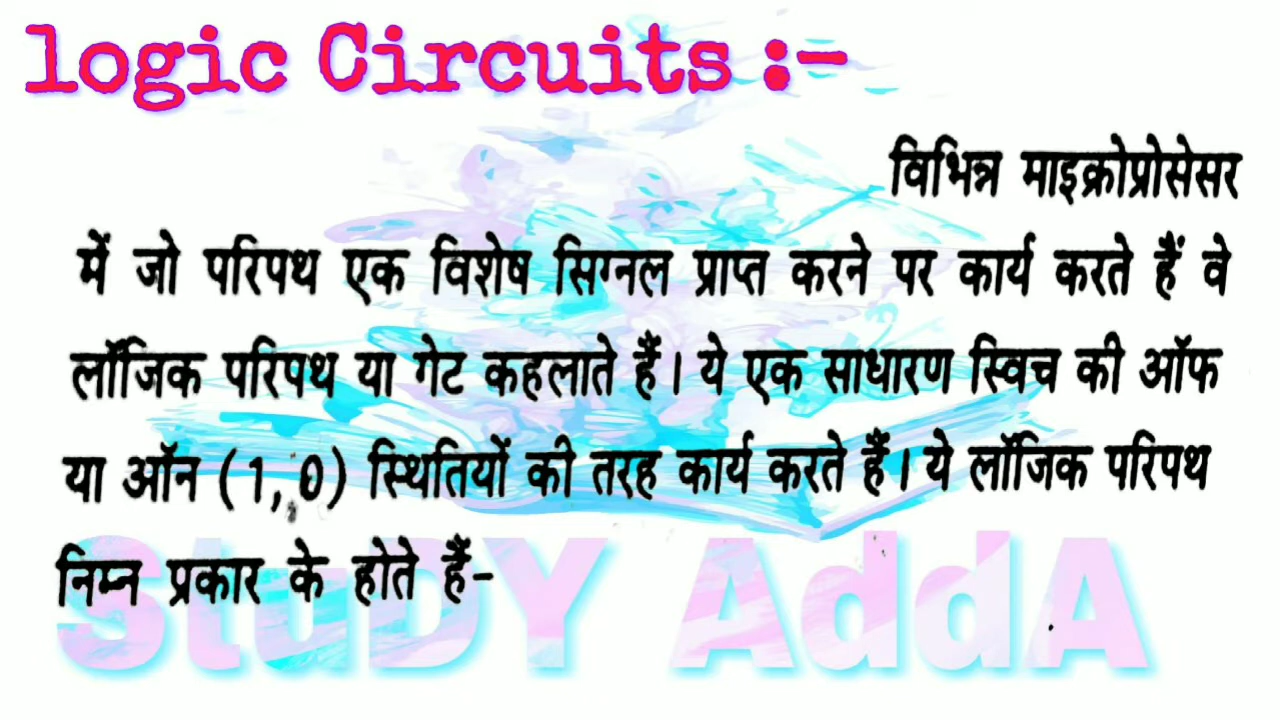 logic Circuits :-
विभिन्न माइक्रोप्रोसेसर
में जो परिपथ एक विशेष सिग्नल प्राप्त करने पर कार्य करते हैं वे
लॉजिक परिपथ या गेट कहलाते हैं। ये एक साधारण स्विच की ऑफ
या ऑन (1, 0) स्थितियों की तरह कार्य करते हैं। ये लॉजिक परिपथ
निम्न प्रकार के होते हैं-
StuDY AddA